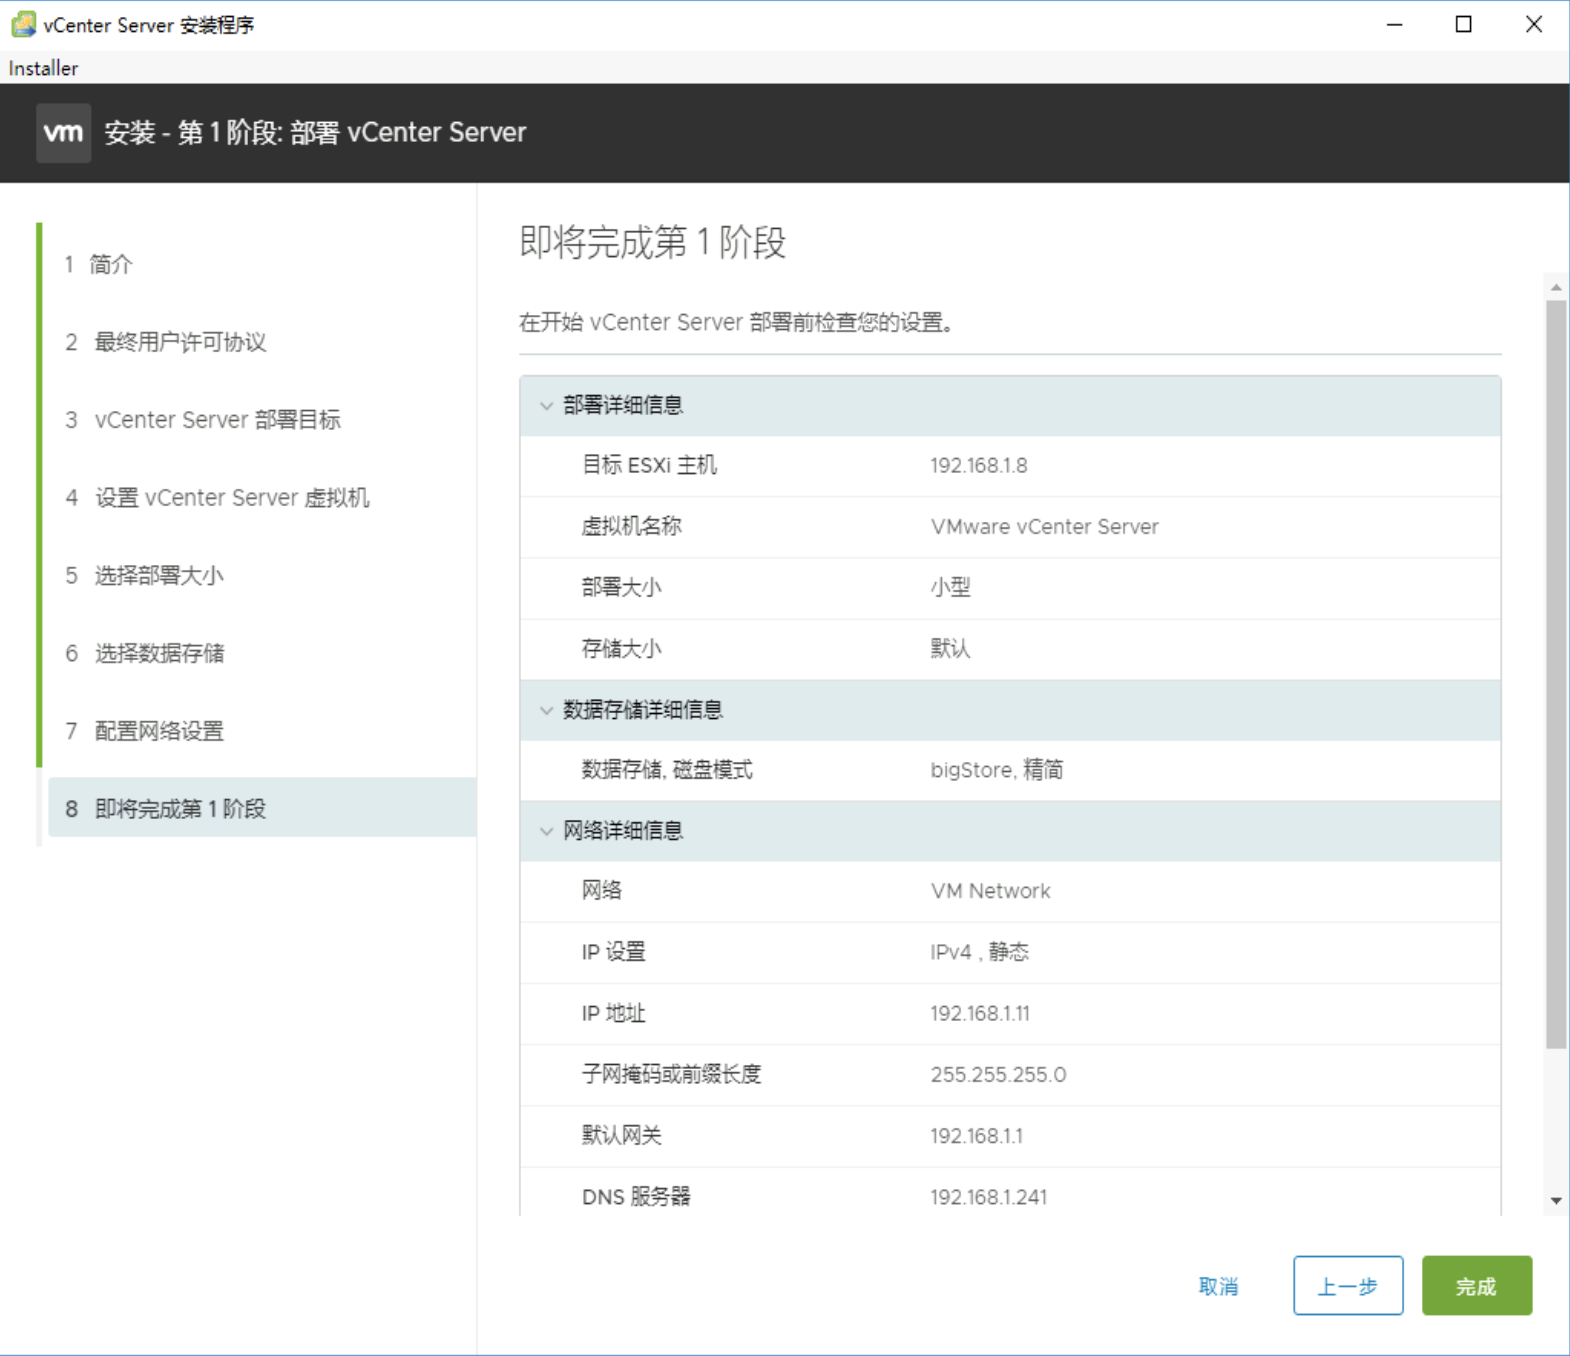 vCenter Server 安装程序
Installer
vm 安装 - 第 1 阶段: 部署 vCenter Server
1 简介
2 最终用户许可协议
3 vCenter Server 部署目标
4 设置 vCenter Server 虚拟机
5 选择部署大小
6 选择数据存储
7 配置网络设置
8 即将完成第 1 阶段
即将完成第 1 阶段
在开始 vCenter Server 部署前检查您的设置。
部署详细信息
目标 ESXi 主机 192.168.1.8
虚拟机名称 VMware vCenter Server
部署大小 小型
存储大小 默认
数据存储详细信息
数据存储, 磁盘模式 bigStore, 精简
网络详细信息
网络 VM Network
IP 设置 IPv4 , 静态
IP 地址 192.168.1.11
子网掩码或前缀长度 255.255.255.0
默认网关 192.168.1.1
DNS 服务器 192.168.1.241
取消 上一步 完成